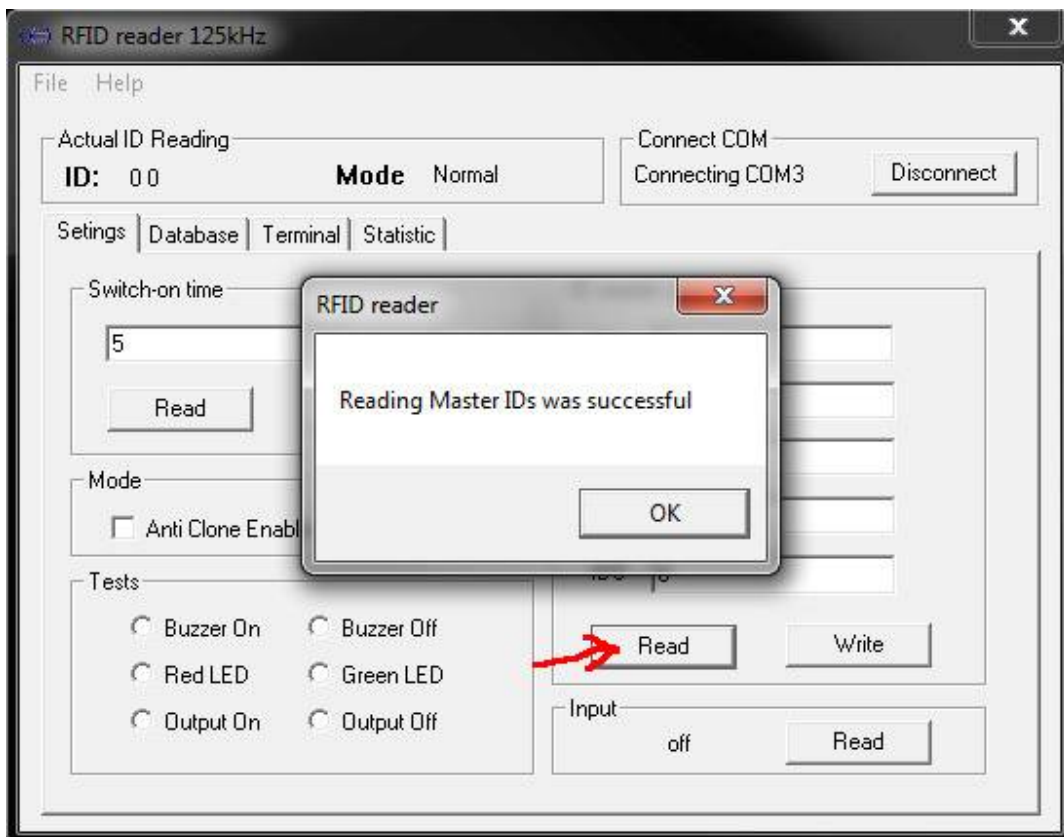 RFID reader 125kHz
X
File Help
Actual ID Reading
ID: 0 0 Mode Normal
Connect COM
Connecting COM3 Disconnect
Setings Database Terminal Statistic
Switch-on time
5
Read
RFID reader
X
Reading Master IDs was successful
OK
Mode
Anti Clone Enabl
Tests
Buzzer On Buzzer Off
Red LED Green LED
Output On Output Off
Read Write
Input
off Read